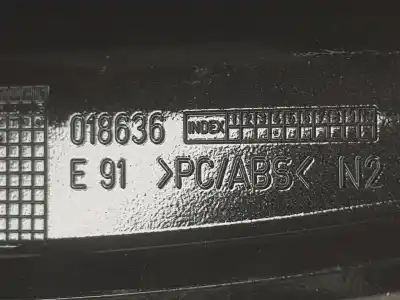 018636 INDEX
E 91 >PC/ABS< N2